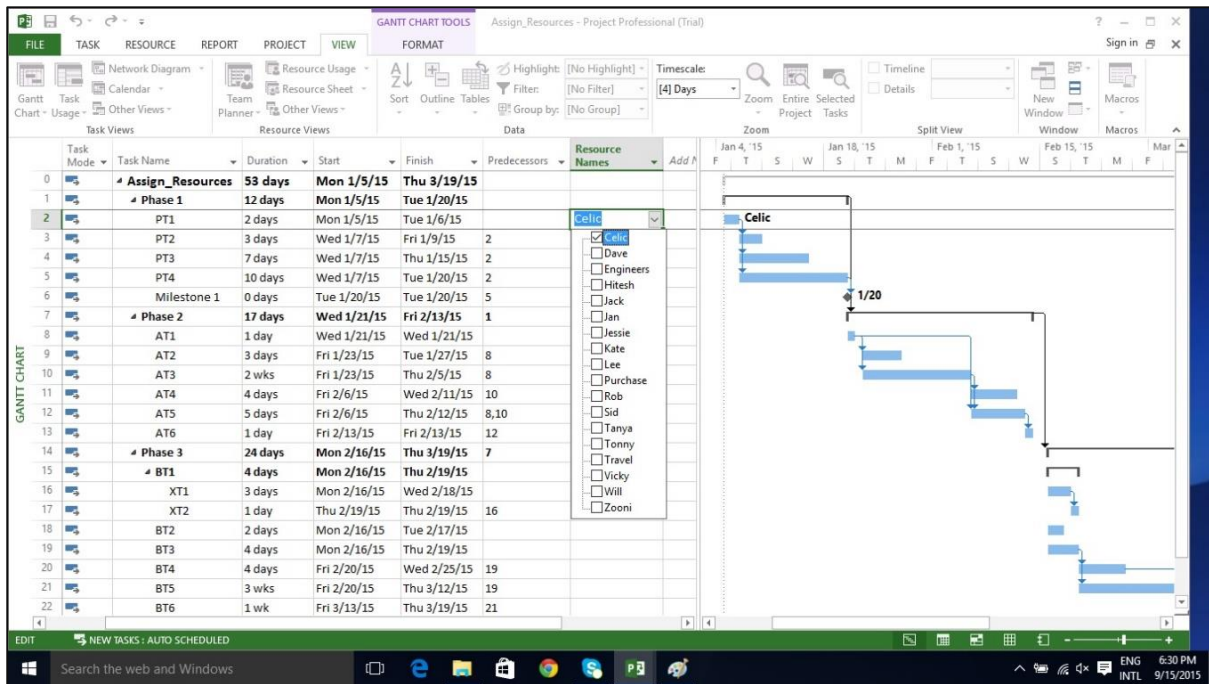 GANTT CHART TOOLS Assign_Resources - Project Professional (Trial)
FILE TASK RESOURCE REPORT PROJECT VIEW FORMAT Sign in
Network Diagram Resource Usage Highlight: [No Highlight] Timescale: Timeline
Calendar Resource Sheet Filter: [No Filter] [4] Days Details
Gantt Chart Task Usage Other Views Team Planner Other Views Sort Outline Tables Group by: [No Group] Zoom Entire Project Selected Tasks New Window Macros
Task Views Resource Views Data Zoom Split View Window Macros
Task Mode Task Name Duration Start Finish Predecessors Resource Names Add N
Jan 4, '15 Jan 18, '15 Feb 1, '15 Feb 15, '15 Mar
F T S W S T M F T S W S T M F
0 Assign_Resources 53 days Mon 1/5/15 Thu 3/19/15
1 Phase 1 12 days Mon 1/5/15 Tue 1/20/15
2 PT1 2 days Mon 1/5/15 Tue 1/6/15 Celic
3 PT2 3 days Wed 1/7/15 Fri 1/9/15 2
4 PT3 7 days Wed 1/7/15 Thu 1/15/15 2
5 PT4 10 days Wed 1/7/15 Tue 1/20/15 2
6 Milestone 1 0 days Tue 1/20/15 Tue 1/20/15 5
7 Phase 2 17 days Wed 1/21/15 Fri 2/13/15 1
8 AT1 1 day Wed 1/21/15 Wed 1/21/15
9 AT2 3 days Fri 1/23/15 Tue 1/27/15 8
10 AT3 2 wks Fri 1/23/15 Thu 2/5/15 8
11 AT4 4 days Fri 2/6/15 Wed 2/11/15 10
12 AT5 5 days Fri 2/6/15 Thu 2/12/15 8,10
13 AT6 1 day Fri 2/13/15 Fri 2/13/15 12
14 Phase 3 24 days Mon 2/16/15 Thu 3/19/15 7
15 BT1 4 days Mon 2/16/15 Thu 2/19/15
16 XT1 3 days Mon 2/16/15 Wed 2/18/15
17 XT2 1 day Thu 2/19/15 Thu 2/19/15 16
18 BT2 2 days Mon 2/16/15 Tue 2/17/15
19 BT3 4 days Mon 2/16/15 Thu 2/19/15
20 BT4 4 days Fri 2/20/15 Wed 2/25/15 19
21 BT5 3 wks Fri 2/20/15 Thu 3/12/15 19
22 BT6 1 wk Fri 3/13/15 Thu 3/19/15 21
Celic
Dave
Engineers
Hitesh
Jack
Jan
Jessie
Kate
Lee
Purchase
Rob
Sid
Tanya
Tonny
Travel
Vicky
Will
Zooni
Celic
1/20
GANTT CHART
EDIT NEW TASKS : AUTO SCHEDULED
Search the web and Windows ENG 6:30 PM
INTL 9/15/2015